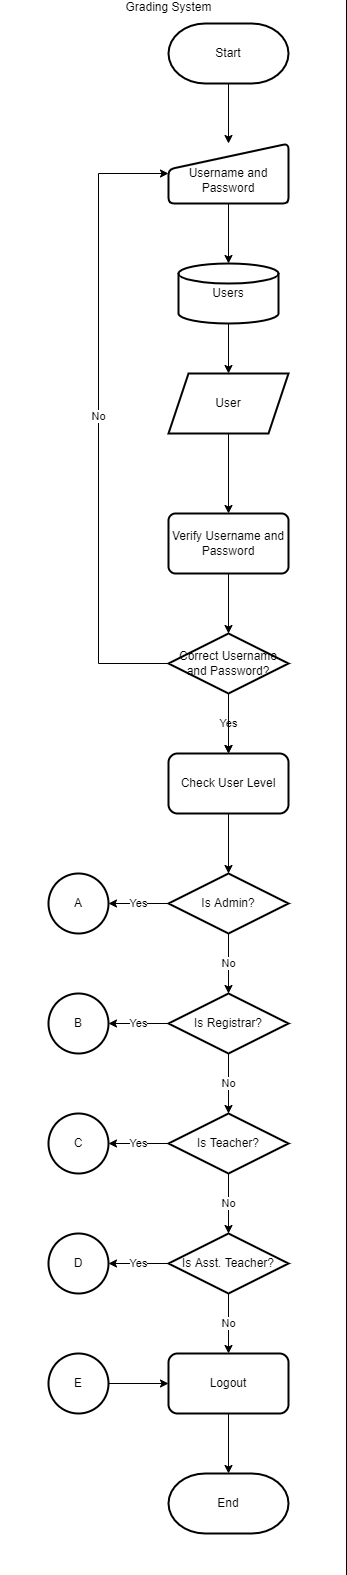 Grading System
Start
Username and
Password
Users
User
No
Verify Username and
Password
Correct Username
and Password?
Yes
Check User Level
A
Yes
Is Admin?
No
B
Yes
Is Registrar?
No
C
Yes
Is Teacher?
No
D
Yes
Is Asst. Teacher?
No
E
Logout
End